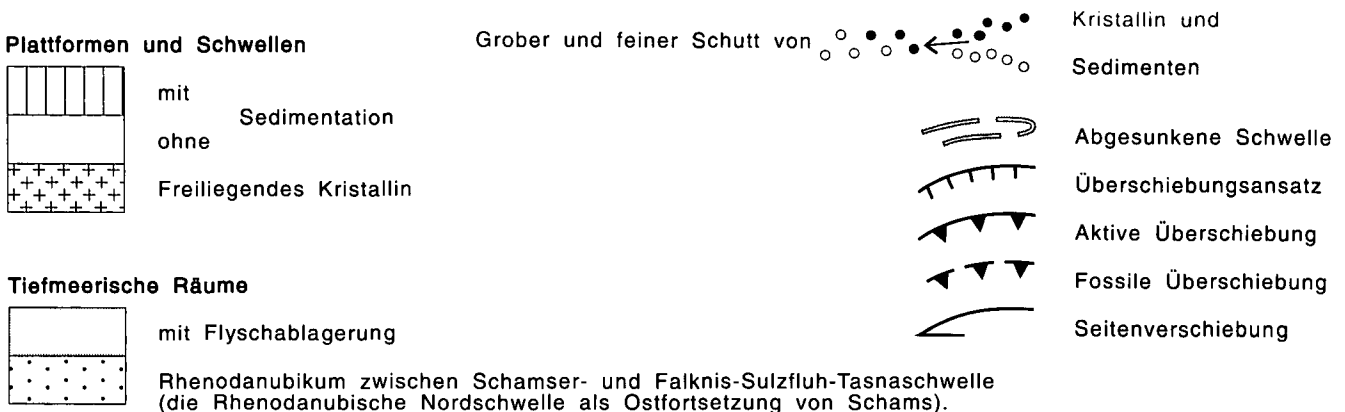 Plattformen und Schwellen
mit
Sedimentation
ohne
Freiliegendes Kristallin
Tiefmeerische Räume
mit Flyschablagerung
Rhenodanubikum zwischen Schamser- und Falknis-Sulzfluh-Tasnaschwelle
(die Rhenodanubische Nordschwelle als Ostfortsetzung von Schams).
Grober und feiner Schutt von
Kristallin und
Sedimenten
Abgesunkene Schwelle
Überschiebungsansatz
Aktive Überschiebung
Fossile Überschiebung
Seitenverschiebung